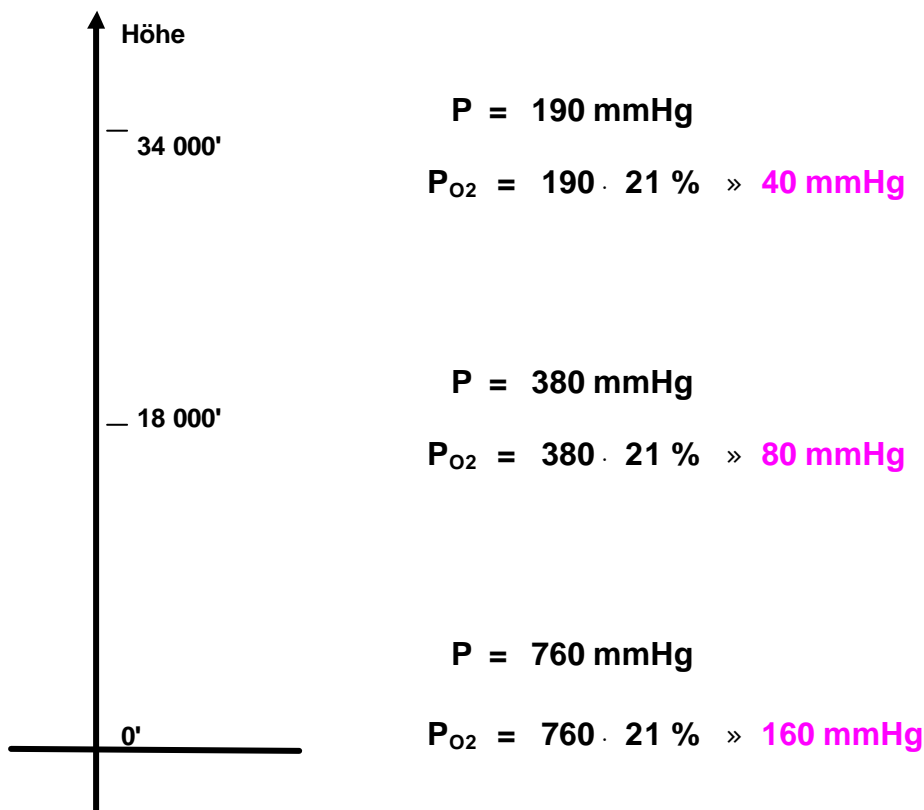 Höhe
P = 190 mmHg
34 000'
PO2 = 190 · 21 % » 40 mmHg
P = 380 mmHg
18 000'
PO2 = 380 · 21 % » 80 mmHg
P = 760 mmHg
0'
PO2 = 760 · 21 % » 160 mmHg